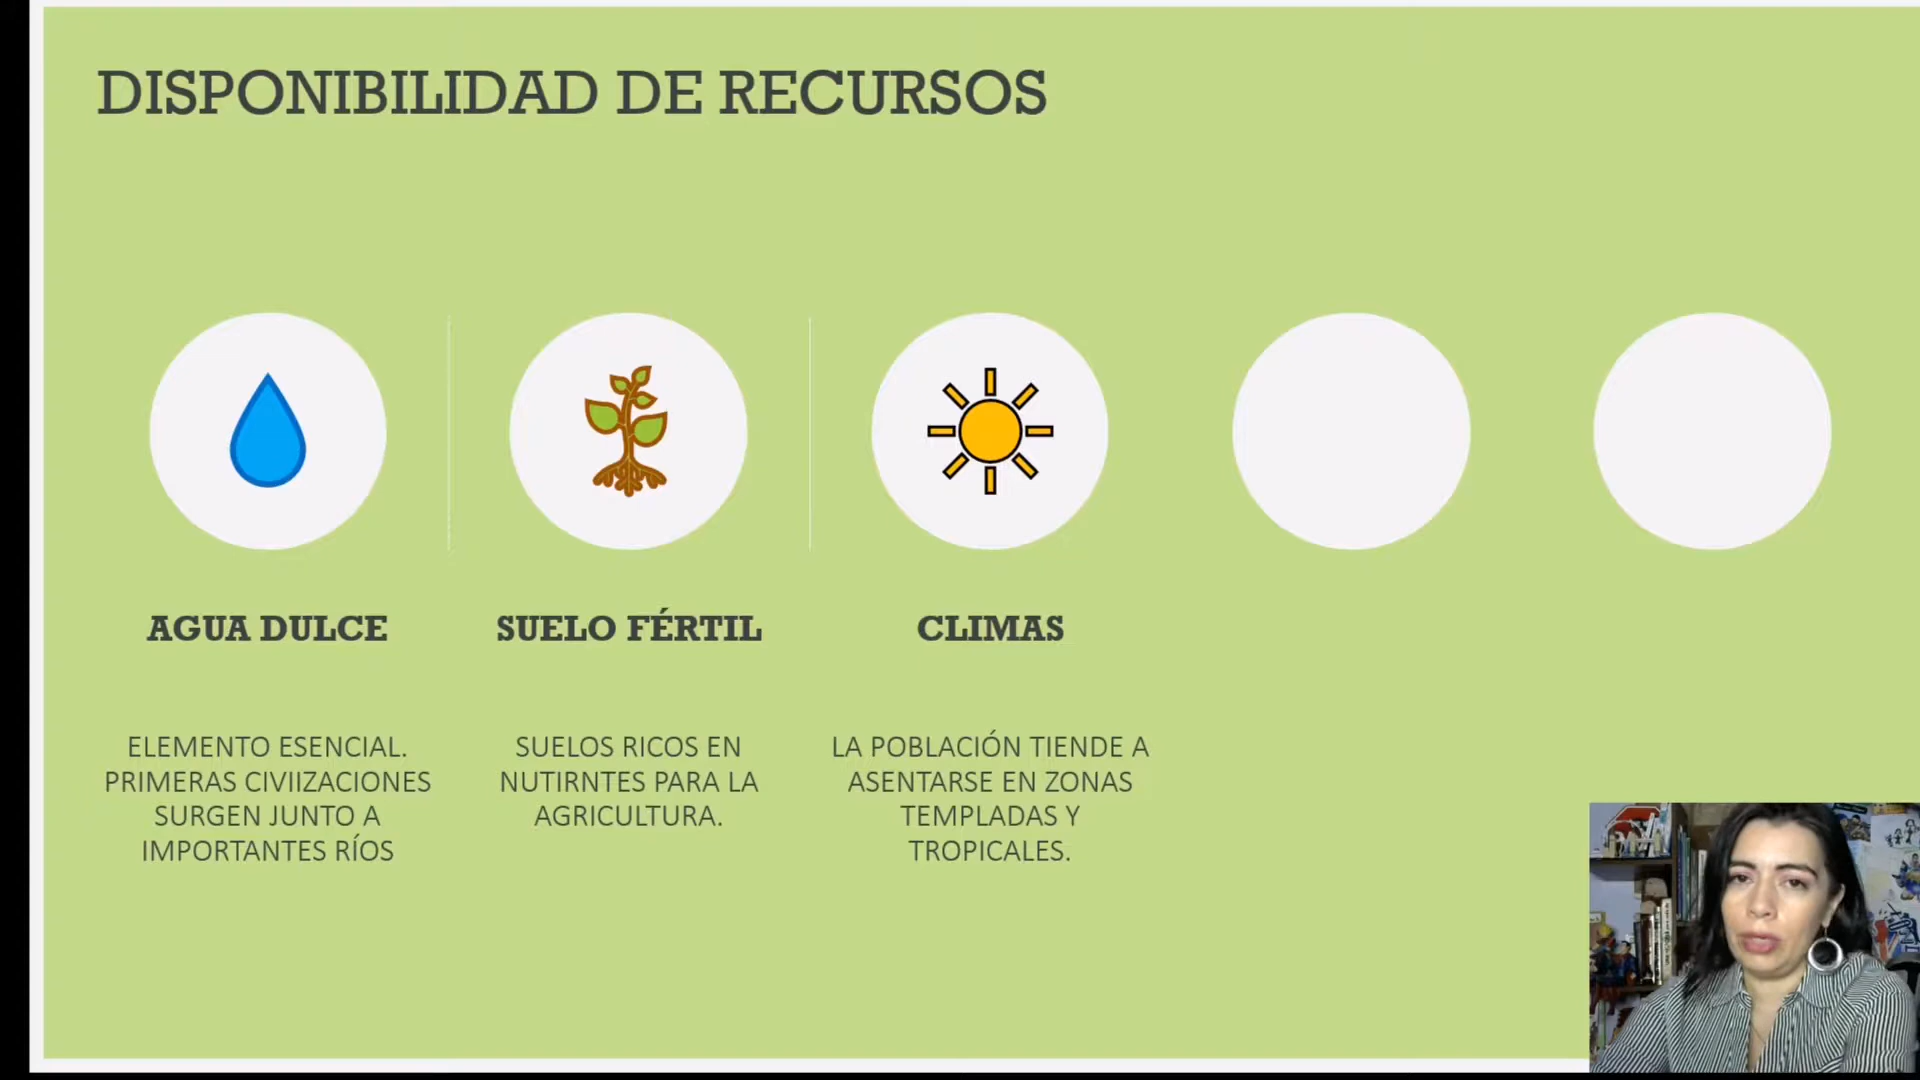 DISPONIBILIDAD DE RECURSOS
AGUA DULCE
ELEMENTO ESENCIAL.
PRIMERAS CIVIIZACIONES
SURGEN JUNTO A
IMPORTANTES RÍOS
SUELO FÉRTIL
SUELOS RICOS EN
NUTIRNTES PARA LA
AGRICULTURA.
CLIMAS
LA POBLACIÓN TIENDE A
ASENTARSE EN ZONAS
TEMPLADAS Y
TROPICALES.